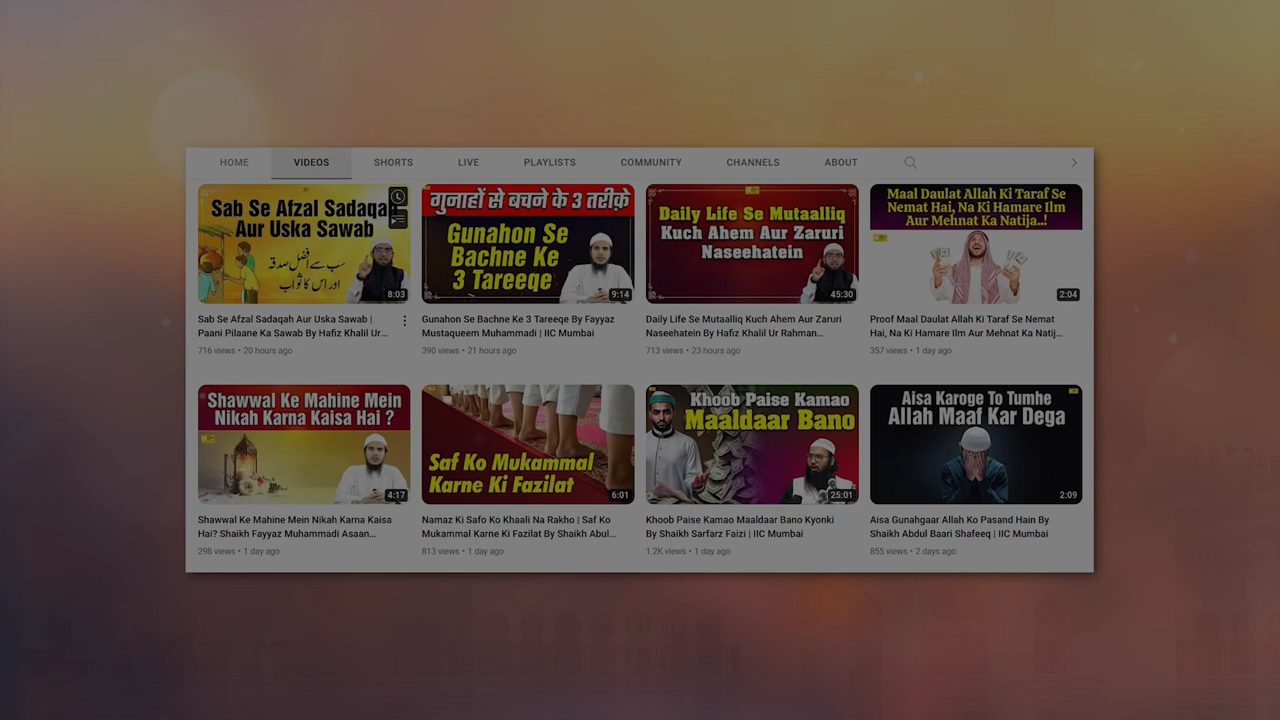 HOME
VIDEOS
SHORTS
LIVE
PLAYLISTS
COMMUNITY
CHANNELS
ABOUT
Sab Se Afzal Sadaqah
Aur Uska Sawab
سب سے افضل صدقہ
اور اس کا ثواب
8:03
Sab Se Afzal Sadaqah Aur Uska Sawab |
Paani Pilaane Ka Sawab By Hafiz Khalil Ur...
716 views • 20 hours ago
गुनाहों से बचने के 3 तरीक़े
Gunahon Se
Bachne Ke
3 Tareeqe
9:14
Gunahon Se Bachne Ke 3 Tareeqe By Fayyaz
Mustaqueem Muhammadi | IIC Mumbai
390 views • 21 hours ago
Daily Life Se Mutaalliq
Kuch Ahem Aur Zaruri
Naseehatein
45:30
Daily Life Se Mutaalliq Kuch Ahem Aur Zaruri
Naseehatein By Hafiz Khalil Ur Rahman...
713 views • 23 hours ago
Maal Daulat Allah Ki Taraf Se
Nemat Hai, Na Ki Hamare Ilm
Aur Mehnat Ka Natija..!
2:04
Proof Maal Daulat Allah Ki Taraf Se Nemat
Hai, Na Ki Hamare Ilm Aur Mehnat Ka Natij...
357 views • 1 day ago
Shawwal Ke Mahine Mein
Nikah Karna Kaisa Hai ?
4:17
Shawwal Ke Mahine Mein Nikah Karna Kaisa
Hai? Shaikh Fayyaz Muhammadi Asaan...
298 views • 1 day ago
Saf Ko Mukammal
Karne Ki Fazilat
6:01
Namaz Ki Safo Ko Khaali Na Rakho | Saf Ko
Mukammal Karne Ki Fazilat By Shaikh Abul...
813 views • 1 day ago
Khoob Paise Kamao
Maaldaar Bano
25:01
Khoob Paise Kamao Maaldaar Bano Kyonki
By Shaikh Sarfarz Faizi | IIC Mumbai
1.2K views • 1 day ago
Aisa Karoge To Tumhe
Allah Maaf Kar Dega
2:09
Aisa Gunahgaar Allah Ko Pasand Hain By
Shaikh Abdul Baari Shafeeq | IIC Mumbai
855 views • 2 days ago